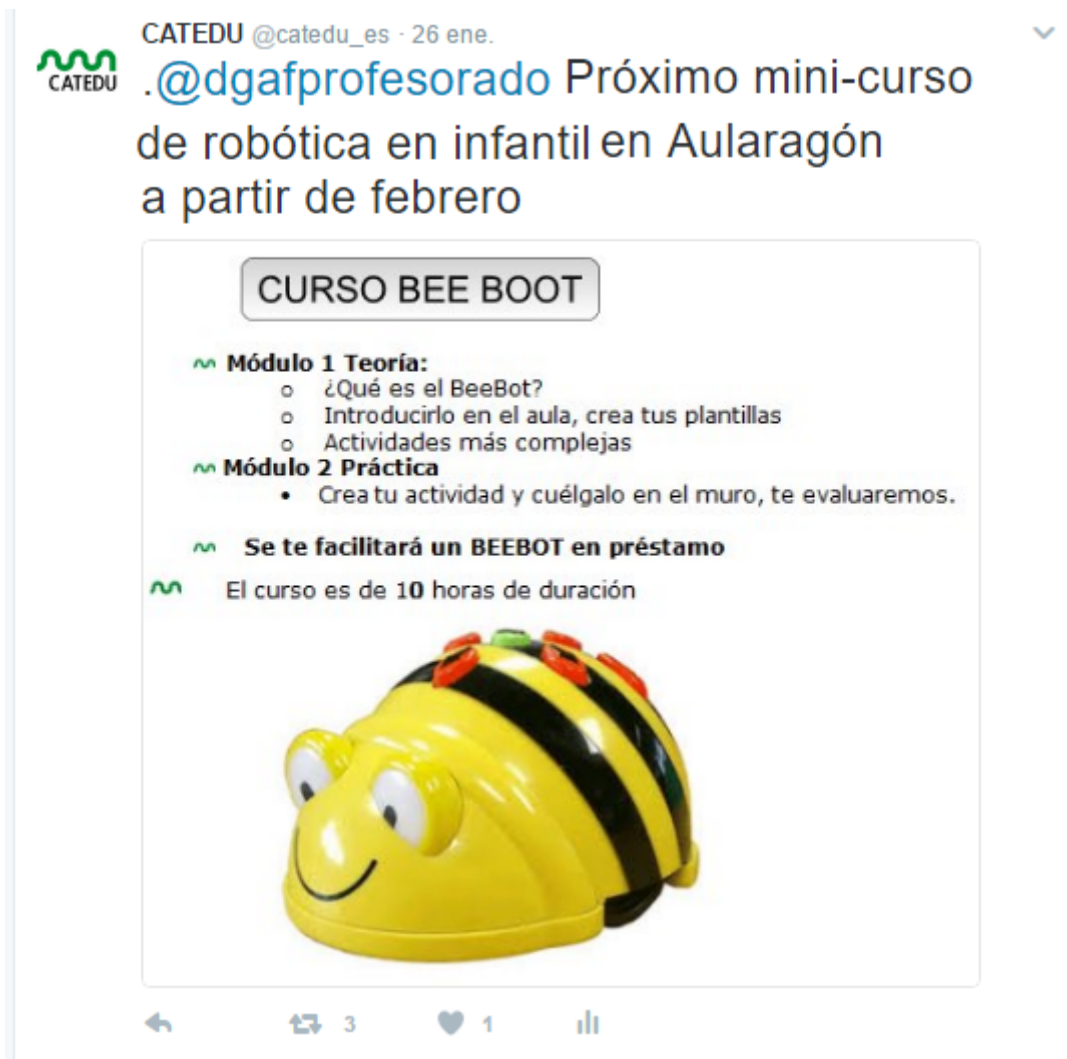 CATEDU @catedu_es · 26 ene.
CATEDU
.@dgafprofesorado Próximo mini-curso
de robótica en infantil en Aularagón
a partir de febrero
CURSO BEE BOOT
Módulo 1 Teoría:
o ¿Qué es el BeeBot?
o Introducirlo en el aula, crea tus plantillas
o Actividades más complejas
Módulo 2 Práctica
• Crea tu actividad y cuélgalo en el muro, te evaluaremos.
Se te facilitará un BEEBOT en préstamo
El curso es de 10 horas de duración
3 1